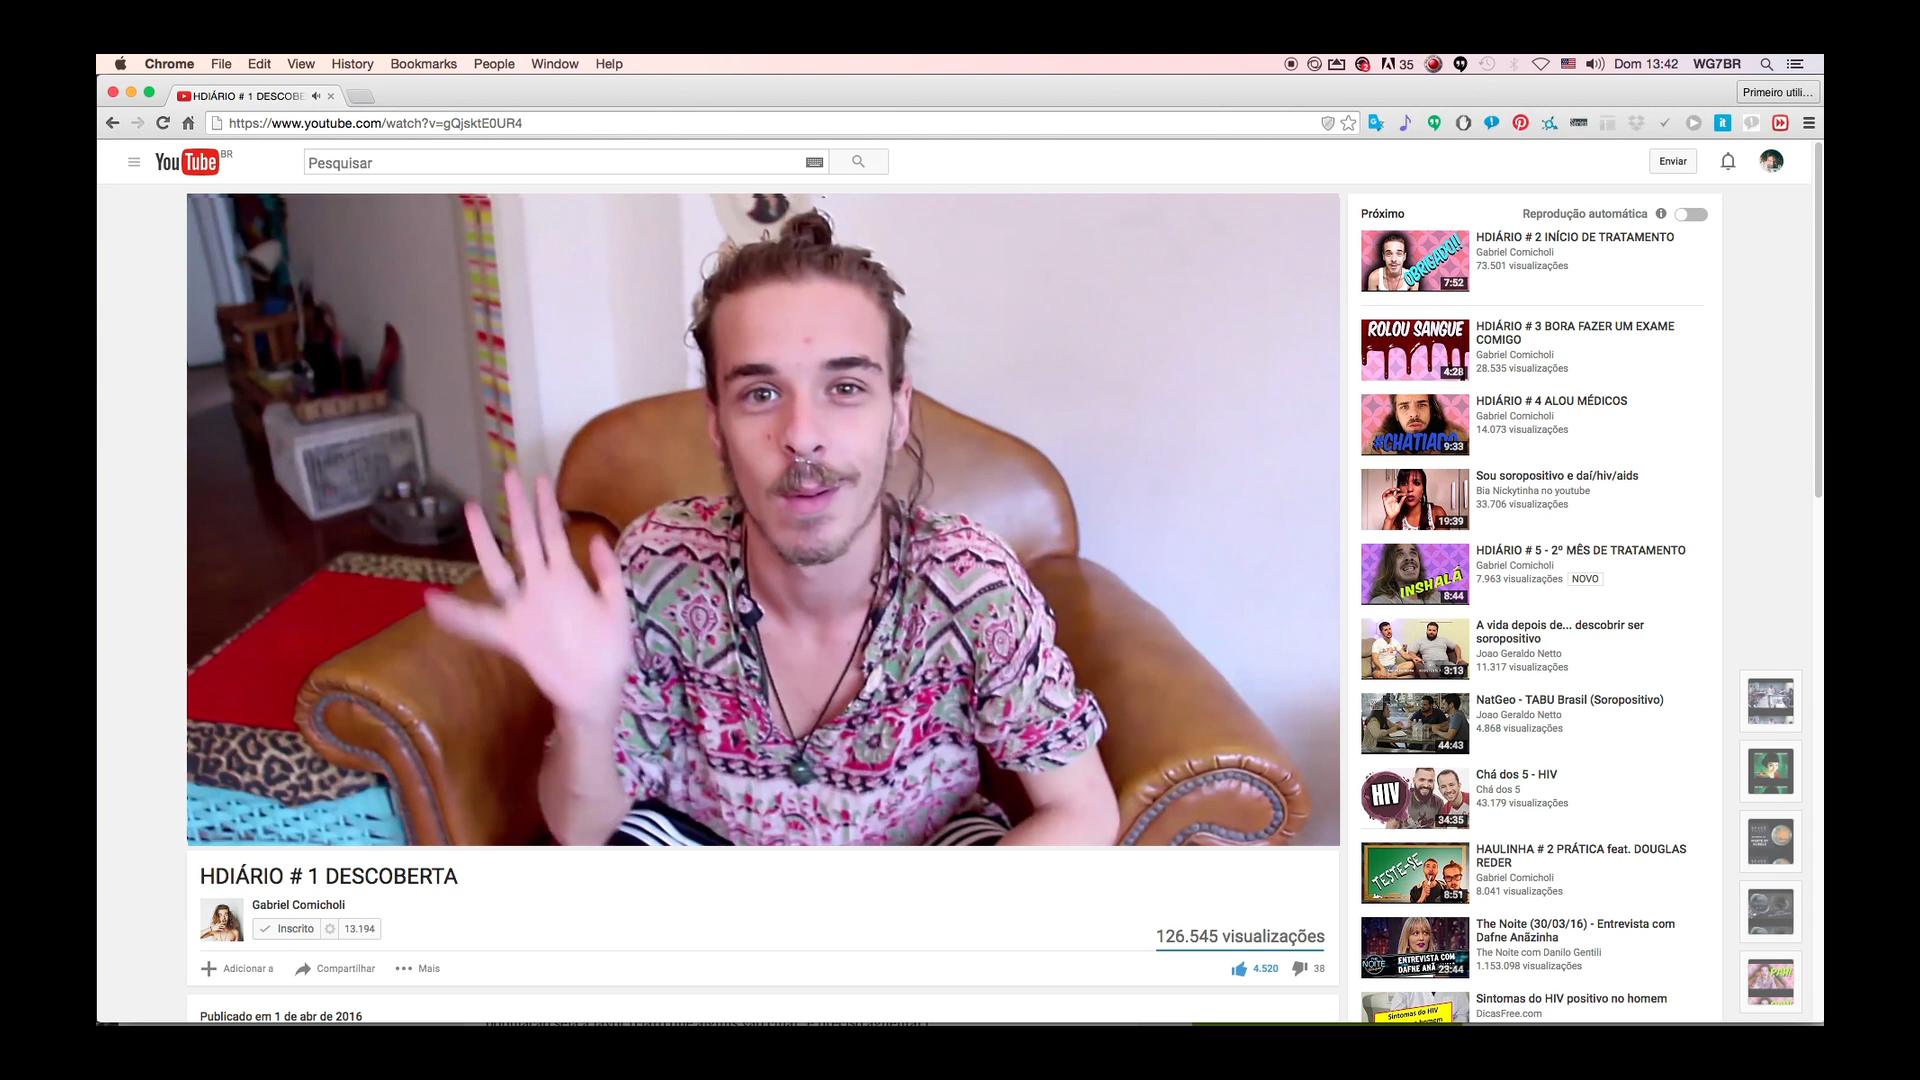 Chrome File Edit View History Bookmarks People Window Help
35 Dom 13:42 WG7BR
HDIÁRIO # 1 DESCOBE
Primeiro utili...
https://www.youtube.com/watch?v=gQjsktE0UR4
YouTube BR
Pesquisar
Enviar
HDIÁRIO # 1 DESCOBERTA
Gabriel Comicholi
Inscrito 13.194
126.545 visualizações
Adicionar a Compartilhar Mais
4.520 38
Publicado em 1 de abr de 2016
Próximo
Reprodução automática
OBRIGADO!!
7:52
HDIÁRIO # 2 INÍCIO DE TRATAMENTO
Gabriel Comicholi
73.501 visualizações
ROLOU SANGUE
4:28
HDIÁRIO # 3 BORA FAZER UM EXAME
COMIGO
Gabriel Comicholi
28.535 visualizações
#CHATIADO
9:33
HDIÁRIO # 4 ALOU MÉDICOS
Gabriel Comicholi
14.073 visualizações
19:39
Sou soropositivo e daí/hiv/aids
Bia Nickytinha no youtube
33.706 visualizações
INSHALÁ
8:44
HDIÁRIO # 5 - 2º MÊS DE TRATAMENTO
Gabriel Comicholi
7.963 visualizações NOVO
3:13
A vida depois de... descobrir ser
soropositivo
Joao Geraldo Netto
11.317 visualizações
44:43
NatGeo - TABU Brasil (Soropositivo)
Joao Geraldo Netto
4.868 visualizações
HIV
34:35
Chá dos 5 - HIV
Chá dos 5
43.179 visualizações
TESTE-SE
8:51
HAULINHA # 2 PRÁTICA feat. DOUGLAS
REDER
Gabriel Comicholi
8.041 visualizações
THE NOITE
ENTREVISTA COM
DAFNE ANÃ
23:44
The Noite (30/03/16) - Entrevista com
Dafne Anãzinha
The Noite com Danilo Gentili
1.153.098 visualizações
Sintomas do HIV
Sintomas do HIV positivo no homem
DicasFree.com